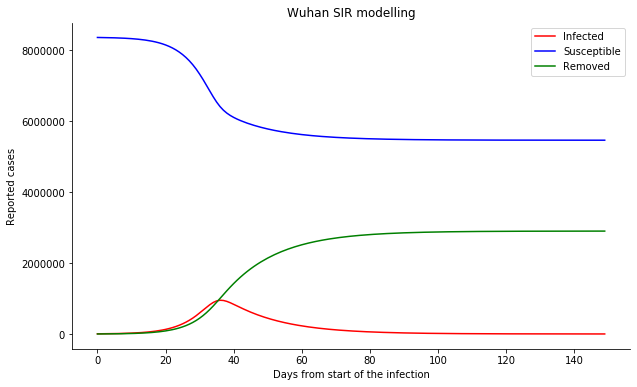 Wuhan SIR modelling
Infected
Susceptible
Removed
Reported cases
8000000
6000000
4000000
2000000
0
0 20 40 60 80 100 120 140
Days from start of the infection